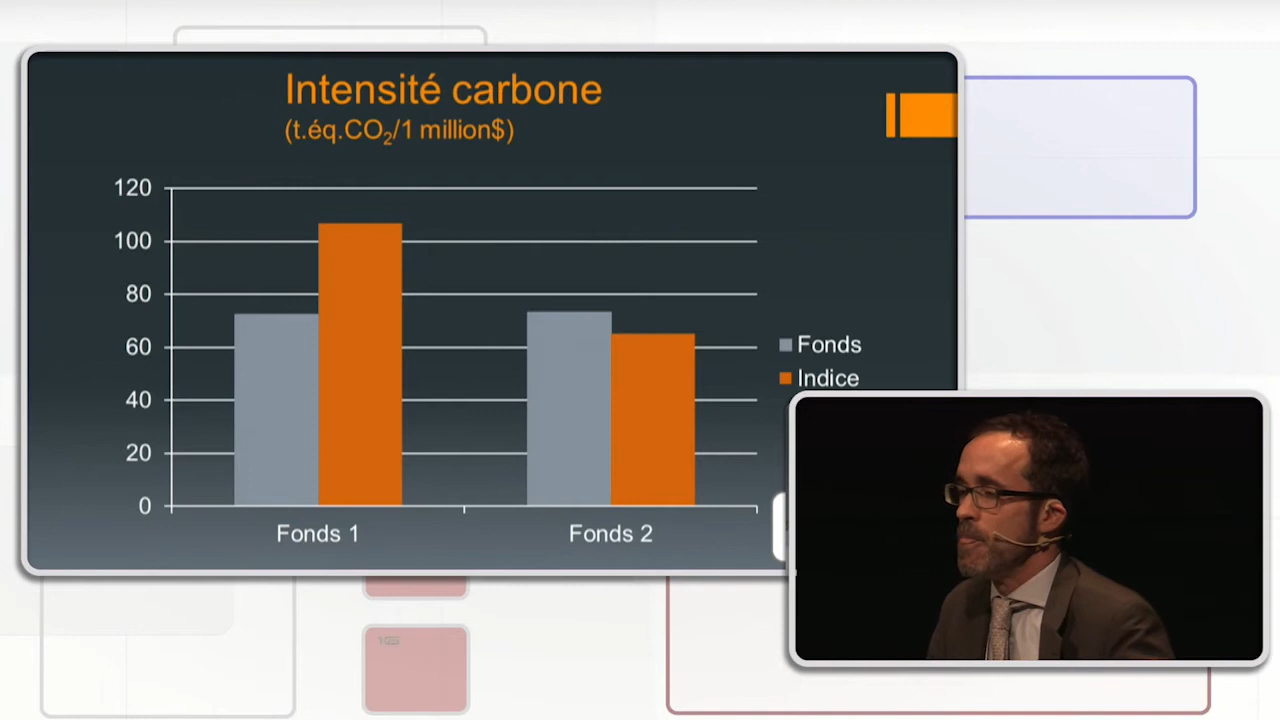 Intensité carbone
(t.éq.CO₂/1 million$)
120
100
80
60
40
20
0
Fonds 1
Fonds 2
Fonds
Indice